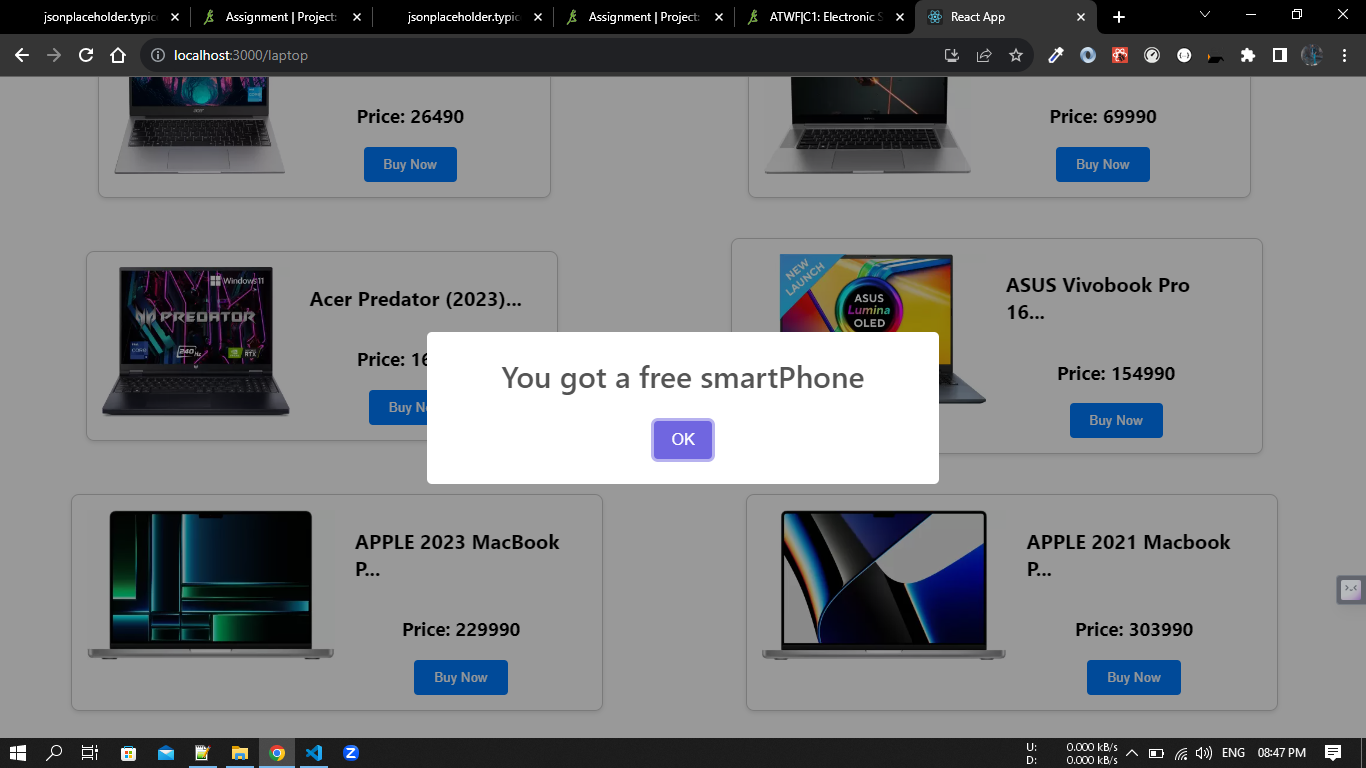 jsonplaceholder.typic
Assignment | Project:
jsonplaceholder.typic
Assignment | Project:
ATWF|C1: Electronic S
React App
localhost:3000/laptop
Price: 26490
Buy Now
Price: 69990
Buy Now
Windows 11
PREDATOR
240 Hz
RTX
Acer Predator (2023)...
Price: 16
Buy N
NEW LAUNCH
ASUS
Lumina
OLED
ASUS Vivobook Pro
16...
Price: 154990
Buy Now
You got a free smartPhone
OK
APPLE 2023 MacBook
P...
Price: 229990
Buy Now
APPLE 2021 Macbook
P...
Price: 303990
Buy Now
U: 0.000 kB/s
D: 0.000 kB/s
ENG
08:47 PM